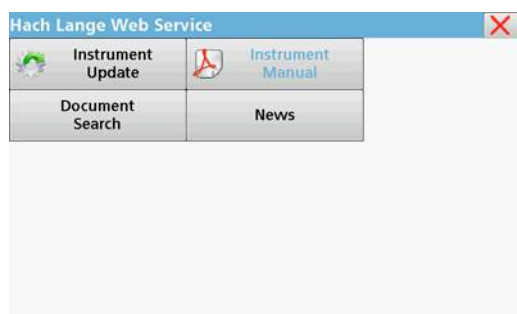 Hach Lange Web Service
Instrument
Update
Instrument
Manual
Document
Search
News